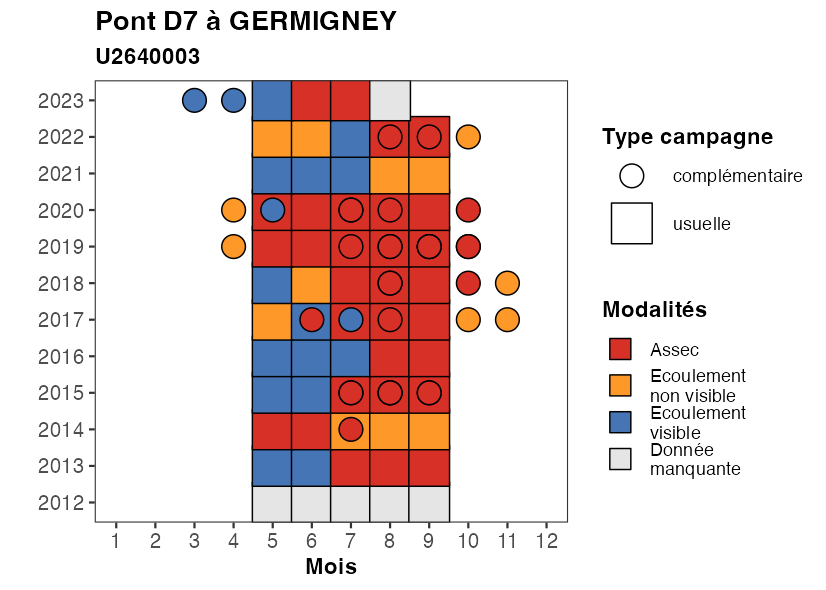 Pont D7 à GERMIGNEY
U2640003
2023
2022
2021
2020
2019
2018
2017
2016
2015
2014
2013
2012
1 2 3 4 5 6 7 8 9 10 11 12
Mois
Type campagne
complémentaire
usuelle
Modalités
Assec
Ecoulement
non visible
Ecoulement
visible
Donnée
manquante